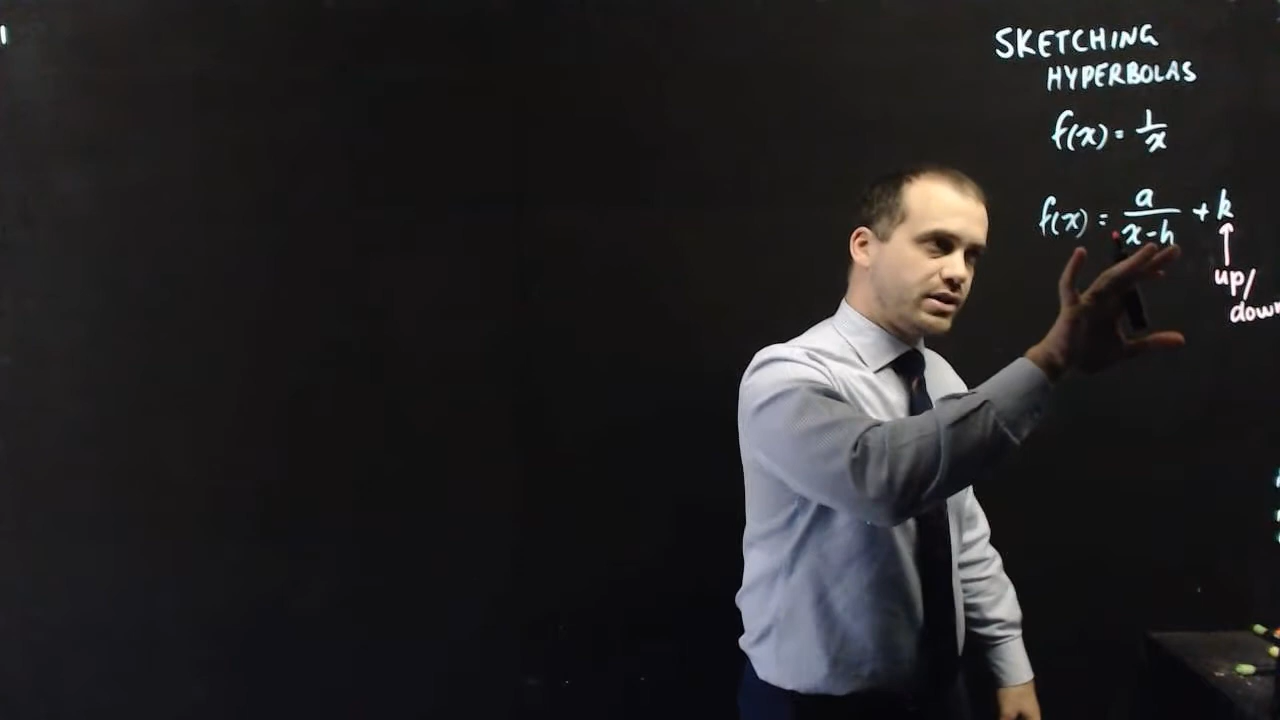 SKETCHING
HYPERBOLAS
f(x) = 1/x
f(x) = a/(x-h) + k
up/
down